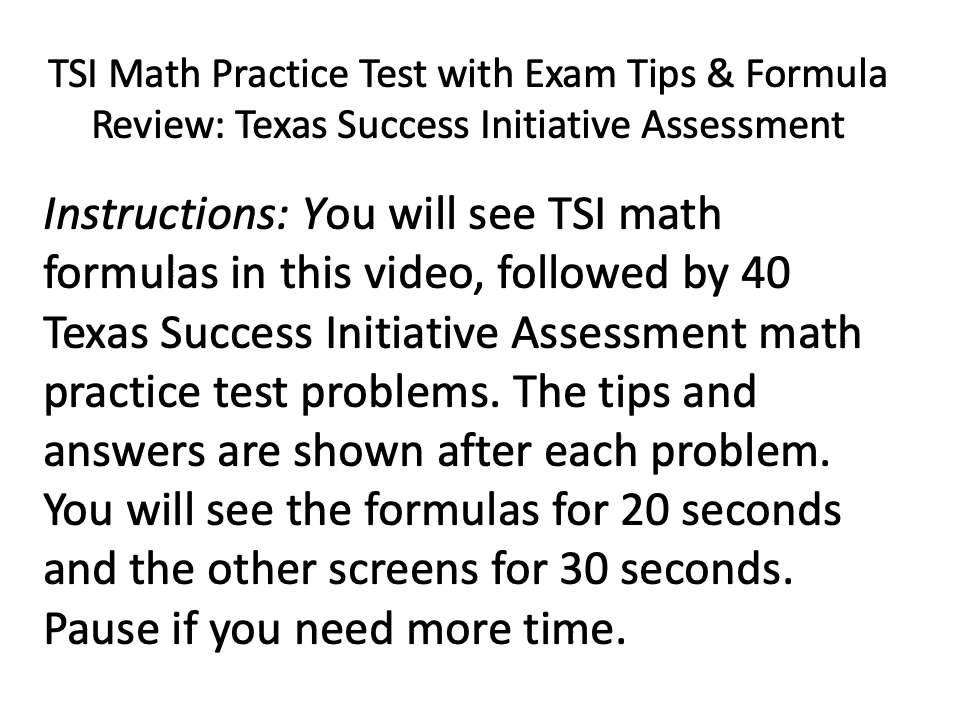 TSI Math Practice Test with Exam Tips & Formula
Review: Texas Success Initiative Assessment
Instructions: You will see TSI math
formulas in this video, followed by 40
Texas Success Initiative Assessment math
practice test problems. The tips and
answers are shown after each problem.
You will see the formulas for 20 seconds
and the other screens for 30 seconds.
Pause if you need more time.